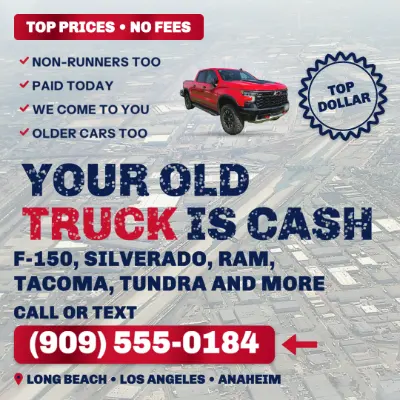 TOP PRICES • NO FEES
NON-RUNNERS TOO
PAID TODAY
WE COME TO YOU
OLDER CARS TOO
TOP
DOLLAR
YOUR OLD
TRUCK IS CASH
F-150, SILVERADO, RAM,
TACOMA, TUNDRA AND MORE
CALL OR TEXT
(909) 555-0184
LONG BEACH • LOS ANGELES • ANAHEIM